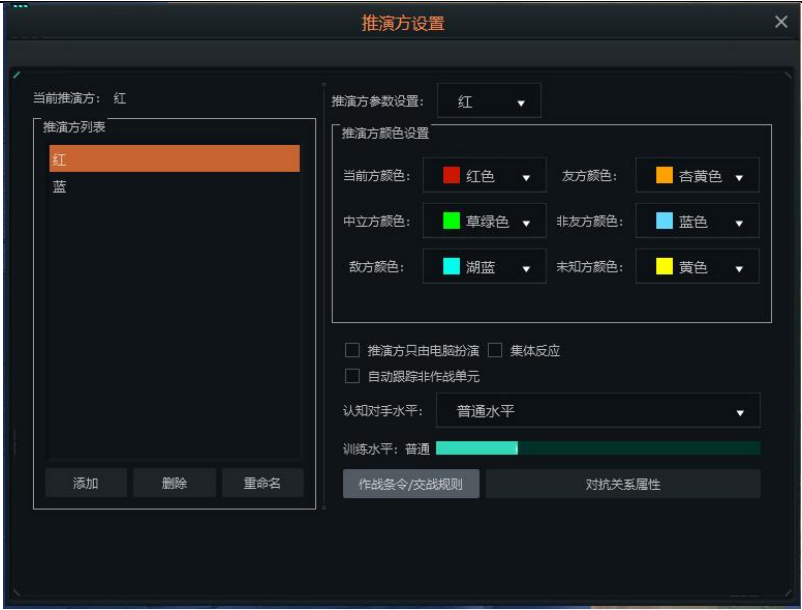 推演方设置
当前推演方： 红
推演方列表
红
蓝
添加 删除 重命名
推演方参数设置： 红
推演方颜色设置
当前方颜色： 红色 友方颜色： 杏黄色
中立方颜色： 草绿色 非友方颜色： 蓝色
敌方颜色： 湖蓝 未知方颜色： 黄色
推演方只由电脑扮演 集体反应
自动跟踪非作战单元
认知对手水平： 普通水平
训练水平：普通
作战条令/交战规则 对抗关系属性